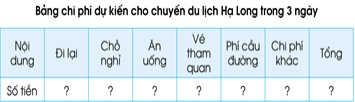 Bảng chi phí dự kiến cho chuyến du lịch Hạ Long trong 3 ngày
Nội dung | Đi lại | Chỗ nghỉ | Ăn uống | Vé tham quan | Phí cầu đường | Chi phí khác | Tổng
Số tiền | ? | ? | ? | ? | ? | ? | ?